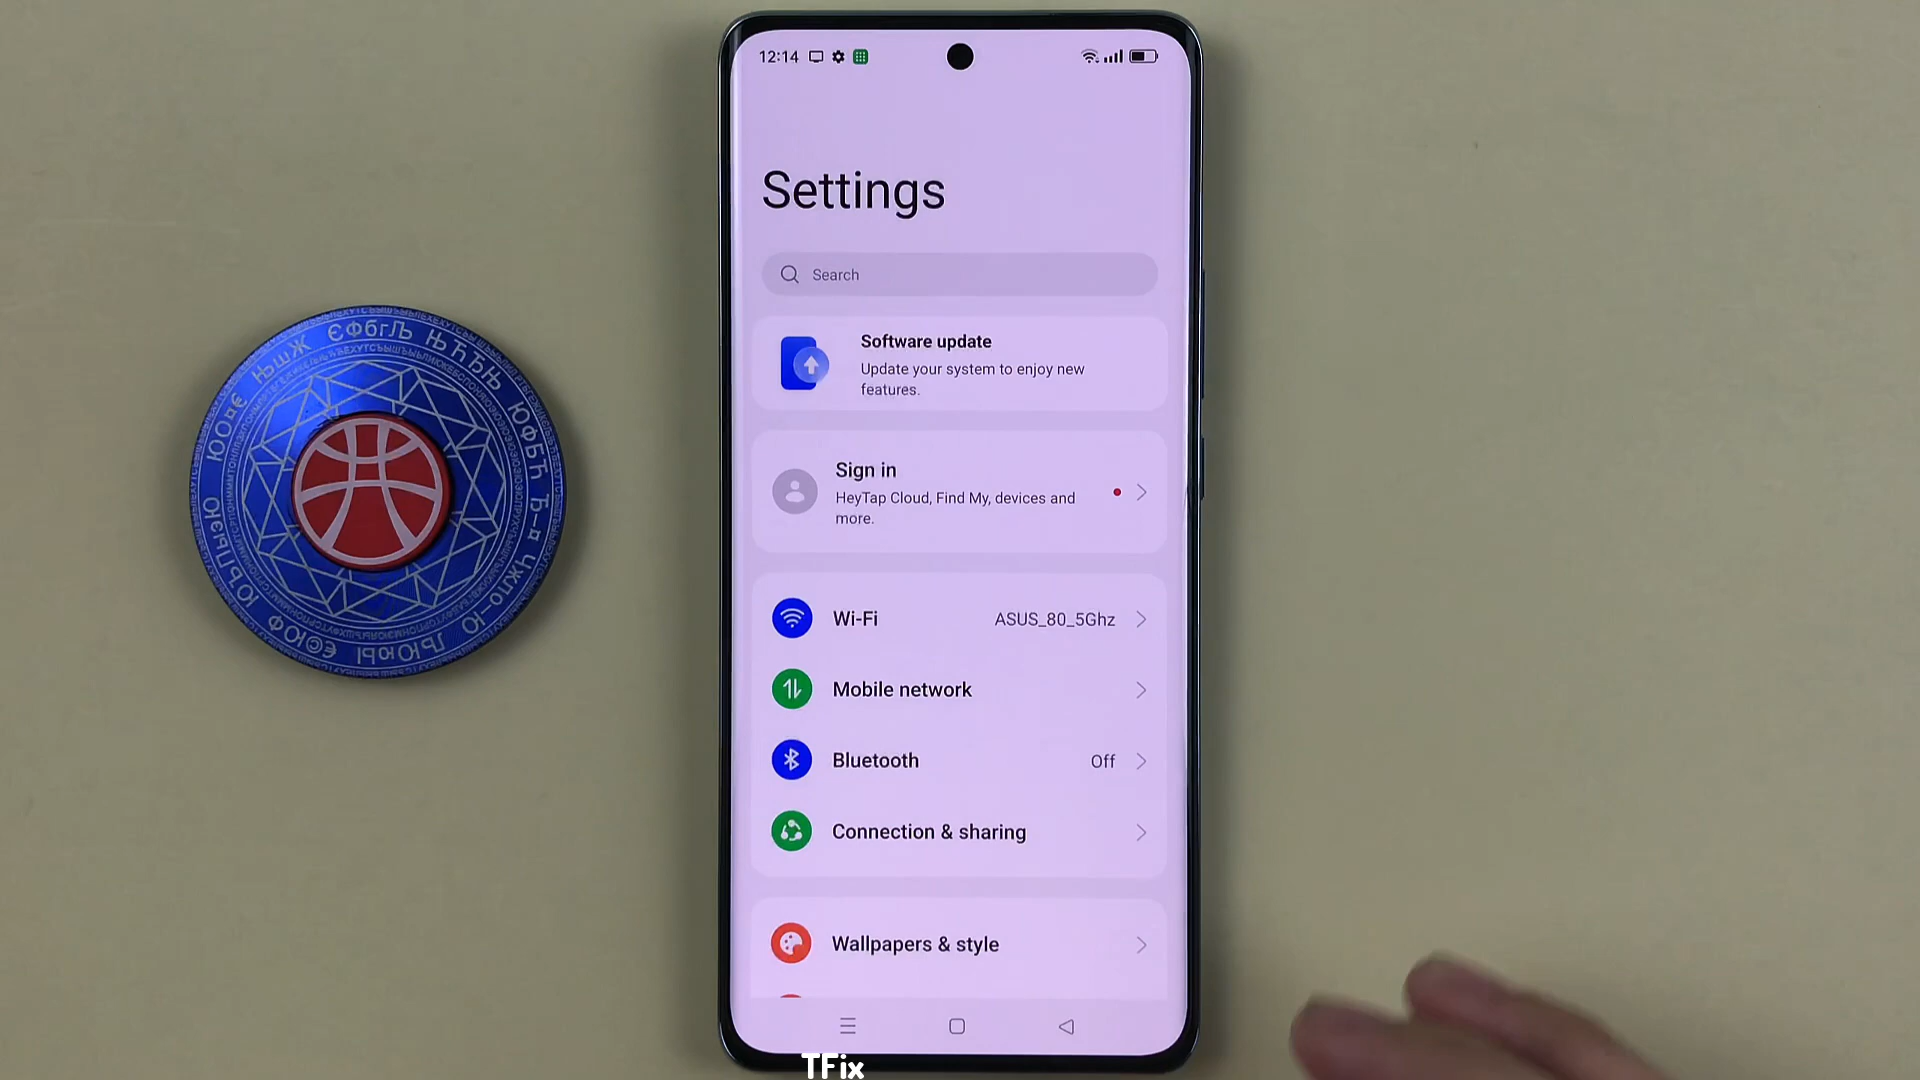 12:14
Settings
Search
Software update
Update your system to enjoy new
features.
Sign in
HeyTap Cloud, Find My, devices and
more.
Wi-Fi
ASUS_80_5Ghz
Mobile network
Bluetooth
Off
Connection & sharing
Wallpapers & style
TFix